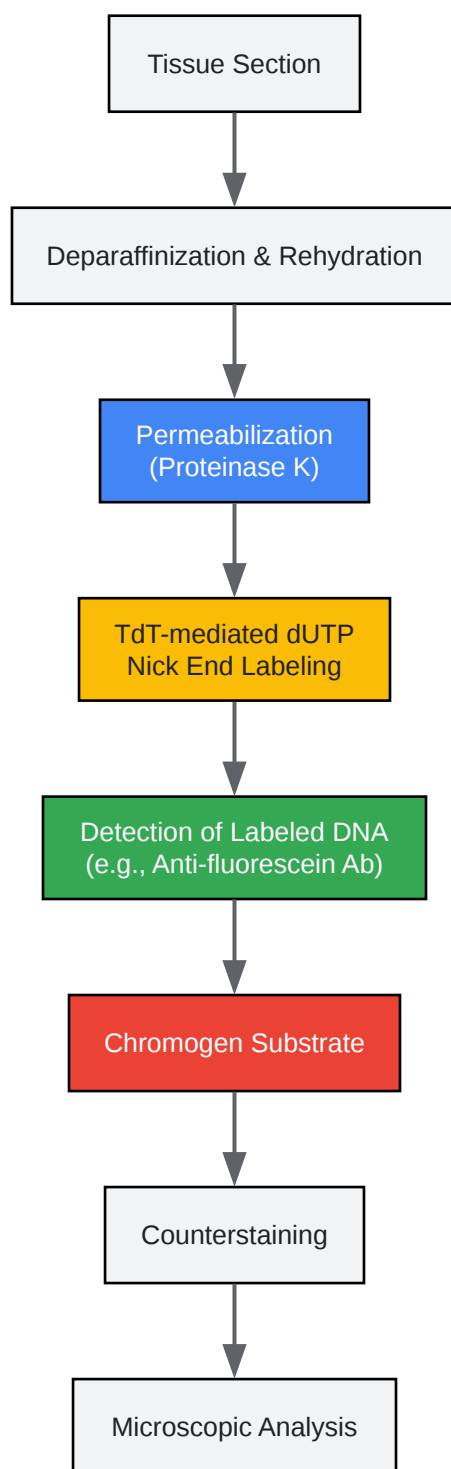 Tissue Section
Deparaffinization & Rehydration
Permeabilization
(Proteinase K)
TdT-mediated dUTP
Nick End Labeling
Detection of Labeled DNA
(e.g., Anti-fluorescein Ab)
Chromogen Substrate
Counterstaining
Microscopic Analysis